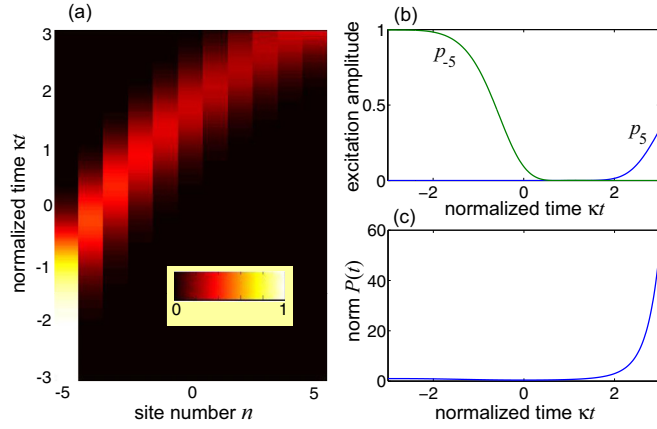 (a)
3
2
1
0
-1
-2
-3
normalized time κt
-5
0
5
site number n
0
1
(b)
1
0.5
0
excitation amplitude
p-5
p5
-2
0
2
normalized time κt
(c)
60
40
20
0
norm P(t)
-2
0
2
normalized time κt